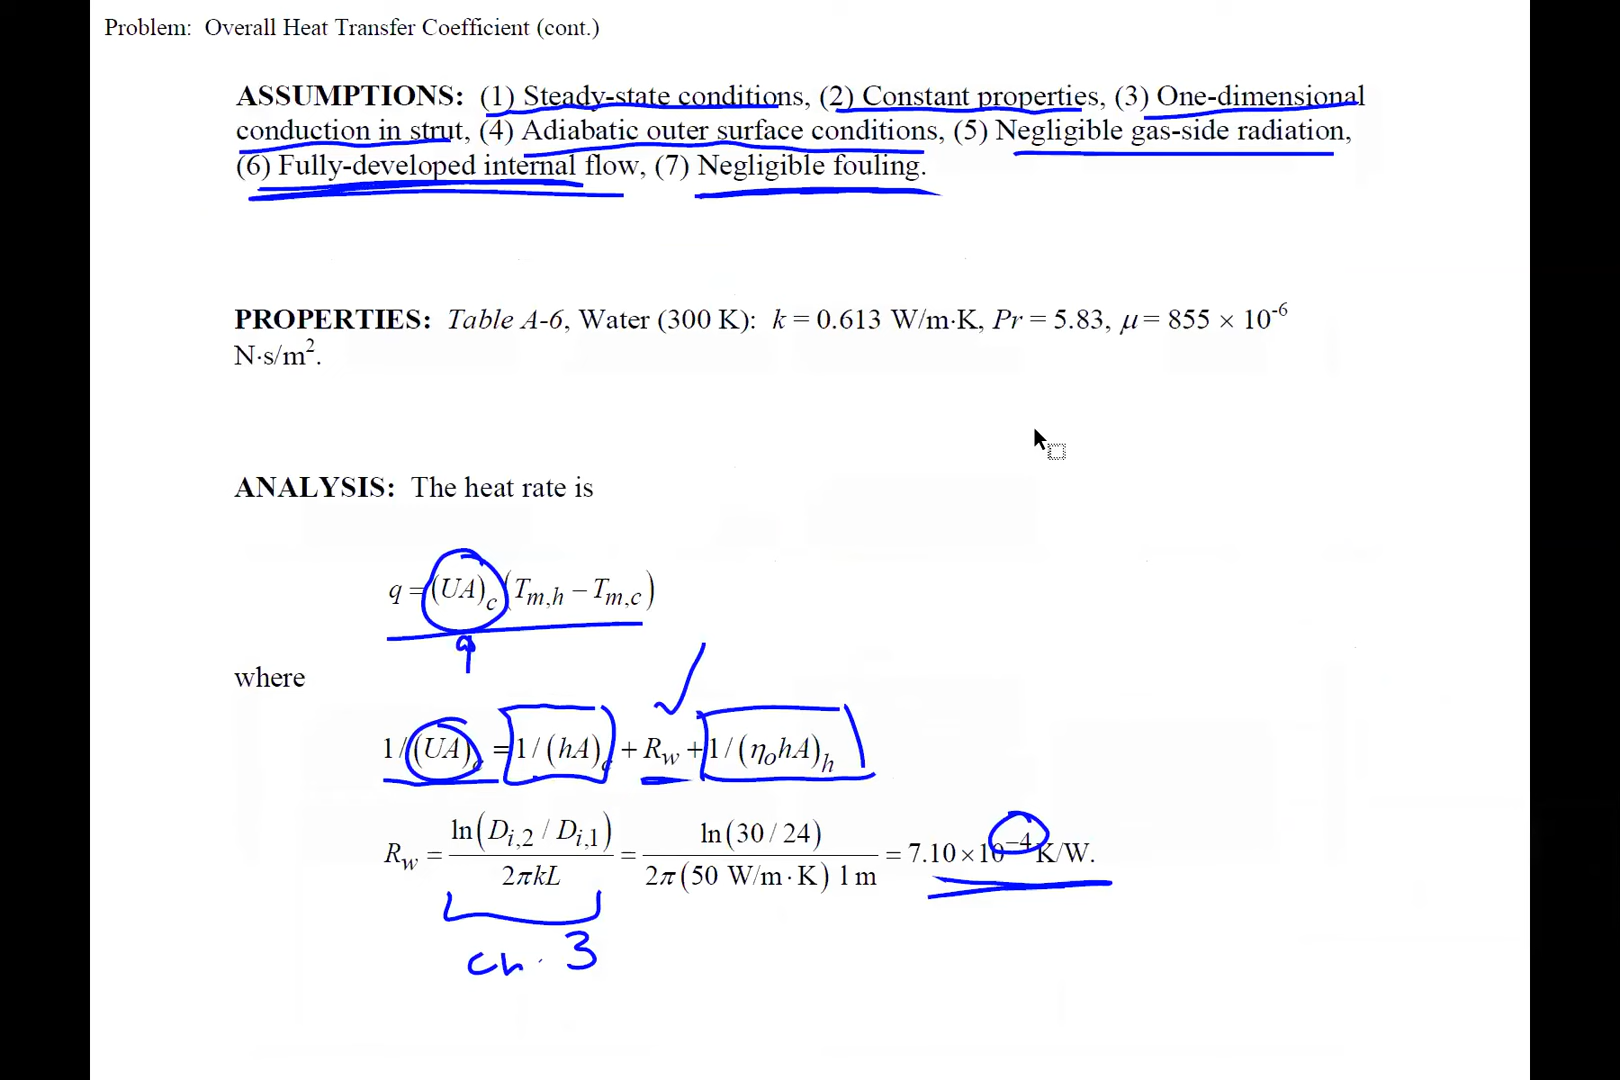 Problem:  Overall Heat Transfer Coefficient (cont.)
ASSUMPTIONS: (1) Steady-state conditions, (2) Constant properties, (3) One-dimensional
conduction in strut, (4) Adiabatic outer surface conditions, (5) Negligible gas-side radiation,
(6) Fully-developed internal flow, (7) Negligible fouling.
PROPERTIES: Table A-6, Water (300 K): k = 0.613 W/m·K, Pr = 5.83, μ = 855 × 10⁻⁶
N·s/m².
ANALYSIS: The heat rate is
q = (UA)_c (T_m,h − T_m,c)
where
1/(UA)_c = 1/(hA)_c + R_w + 1/(η_o hA)_h
R_w = ln(D_i,2 / D_i,1) / 2πkL = ln(30/24) / 2π(50 W/m·K) 1 m = 7.10×10⁻⁴ K/W.
Ch. 3